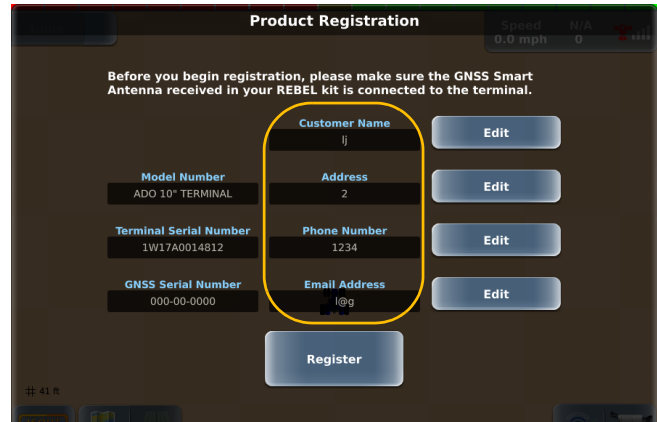 Product Registration
Speed N/A
0.0 mph 0
Before you begin registration, please make sure the GNSS Smart
Antenna received in your REBEL kit is connected to the terminal.
Customer Name
lj
Edit
Model Number
ADO 10" TERMINAL
Address
2
Edit
Terminal Serial Number
1W17A0014812
Phone Number
1234
Edit
GNSS Serial Number
000-00-0000
Email Address
l@g
Edit
Register
41 ft